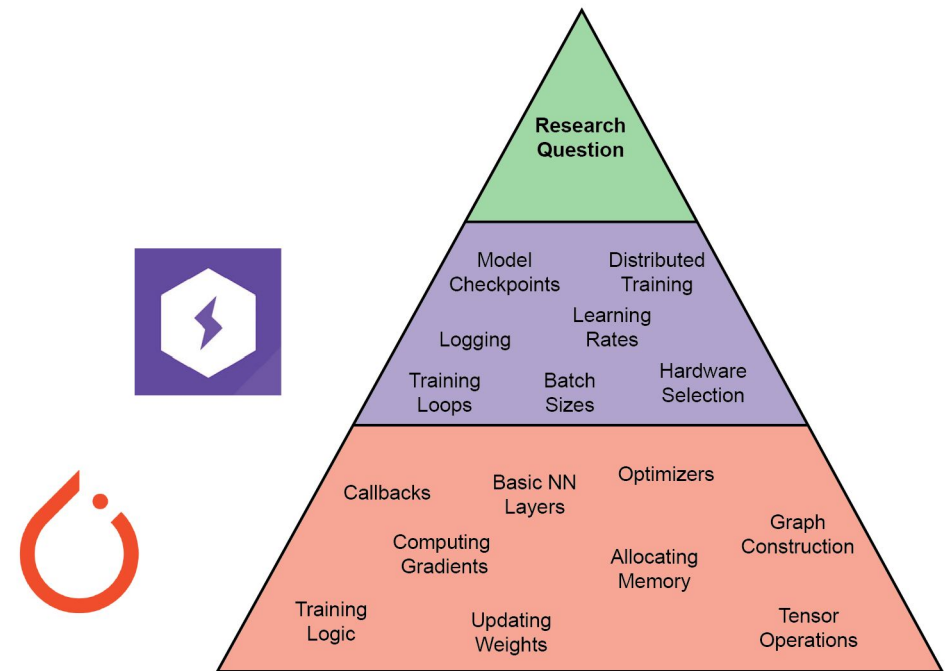 Research
Question
Model
Checkpoints
Distributed
Training
Logging
Learning
Rates
Training
Loops
Batch
Sizes
Hardware
Selection
Callbacks
Basic NN
Layers
Optimizers
Graph
Construction
Computing
Gradients
Allocating
Memory
Training
Logic
Updating
Weights
Tensor
Operations